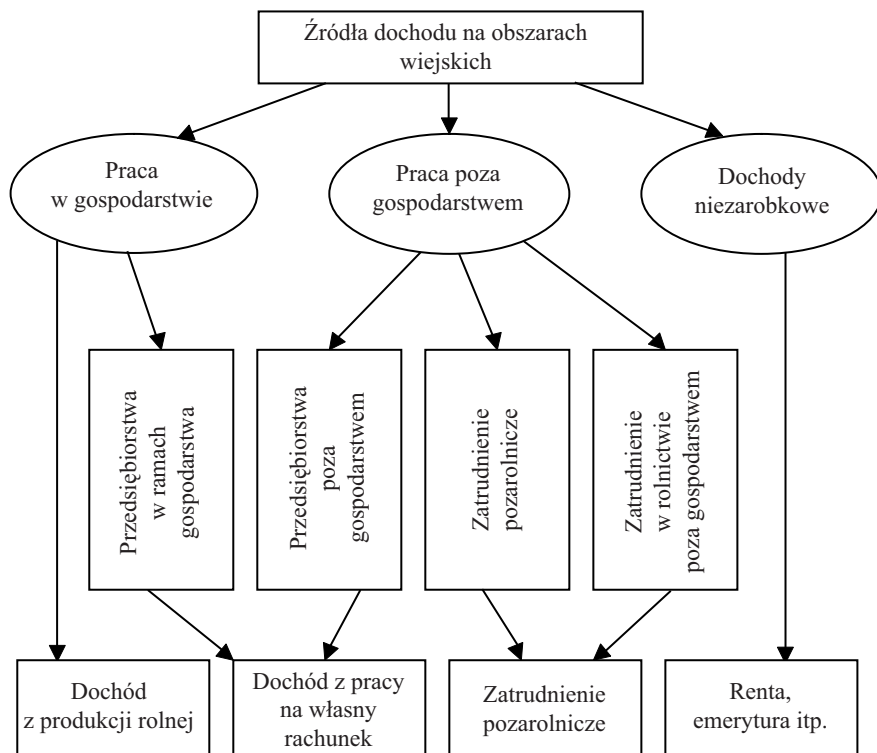 Źródła dochodu na obszarach
wiejskich
Praca
w gospodarstwie
Praca poza
gospodarstwem
Dochody
niezarobkowe
Przedsiębiorstwa
w ramach
gospodarstwa
Przedsiębiorstwa
poza
gospodarstwem
Zatrudnienie
pozarolnicze
Zatrudnienie
w rolnictwie
poza gospodarstwem
Dochód
z produkcji rolnej
Dochód z pracy
na własny
rachunek
Zatrudnienie
pozarolnicze
Renta,
emerytura itp.